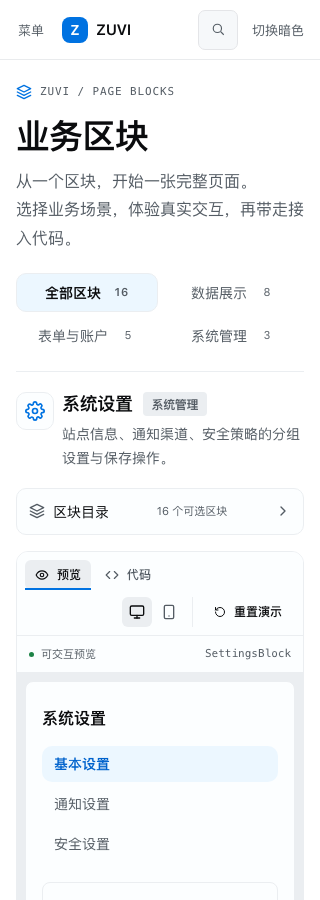 菜单
Z ZUVI
切换暗色
ZUVI / PAGE BLOCKS
业务区块
从一个区块，开始一张完整页面。
选择业务场景，体验真实交互，再带走接
入代码。
全部区块 16
数据展示 8
表单与账户 5
系统管理 3
系统设置 系统管理
站点信息、通知渠道、安全策略的分组
设置与保存操作。
区块目录 16 个可选区块
预览 代码
重置演示
可交互预览 SettingsBlock
系统设置
基本设置
通知设置
安全设置